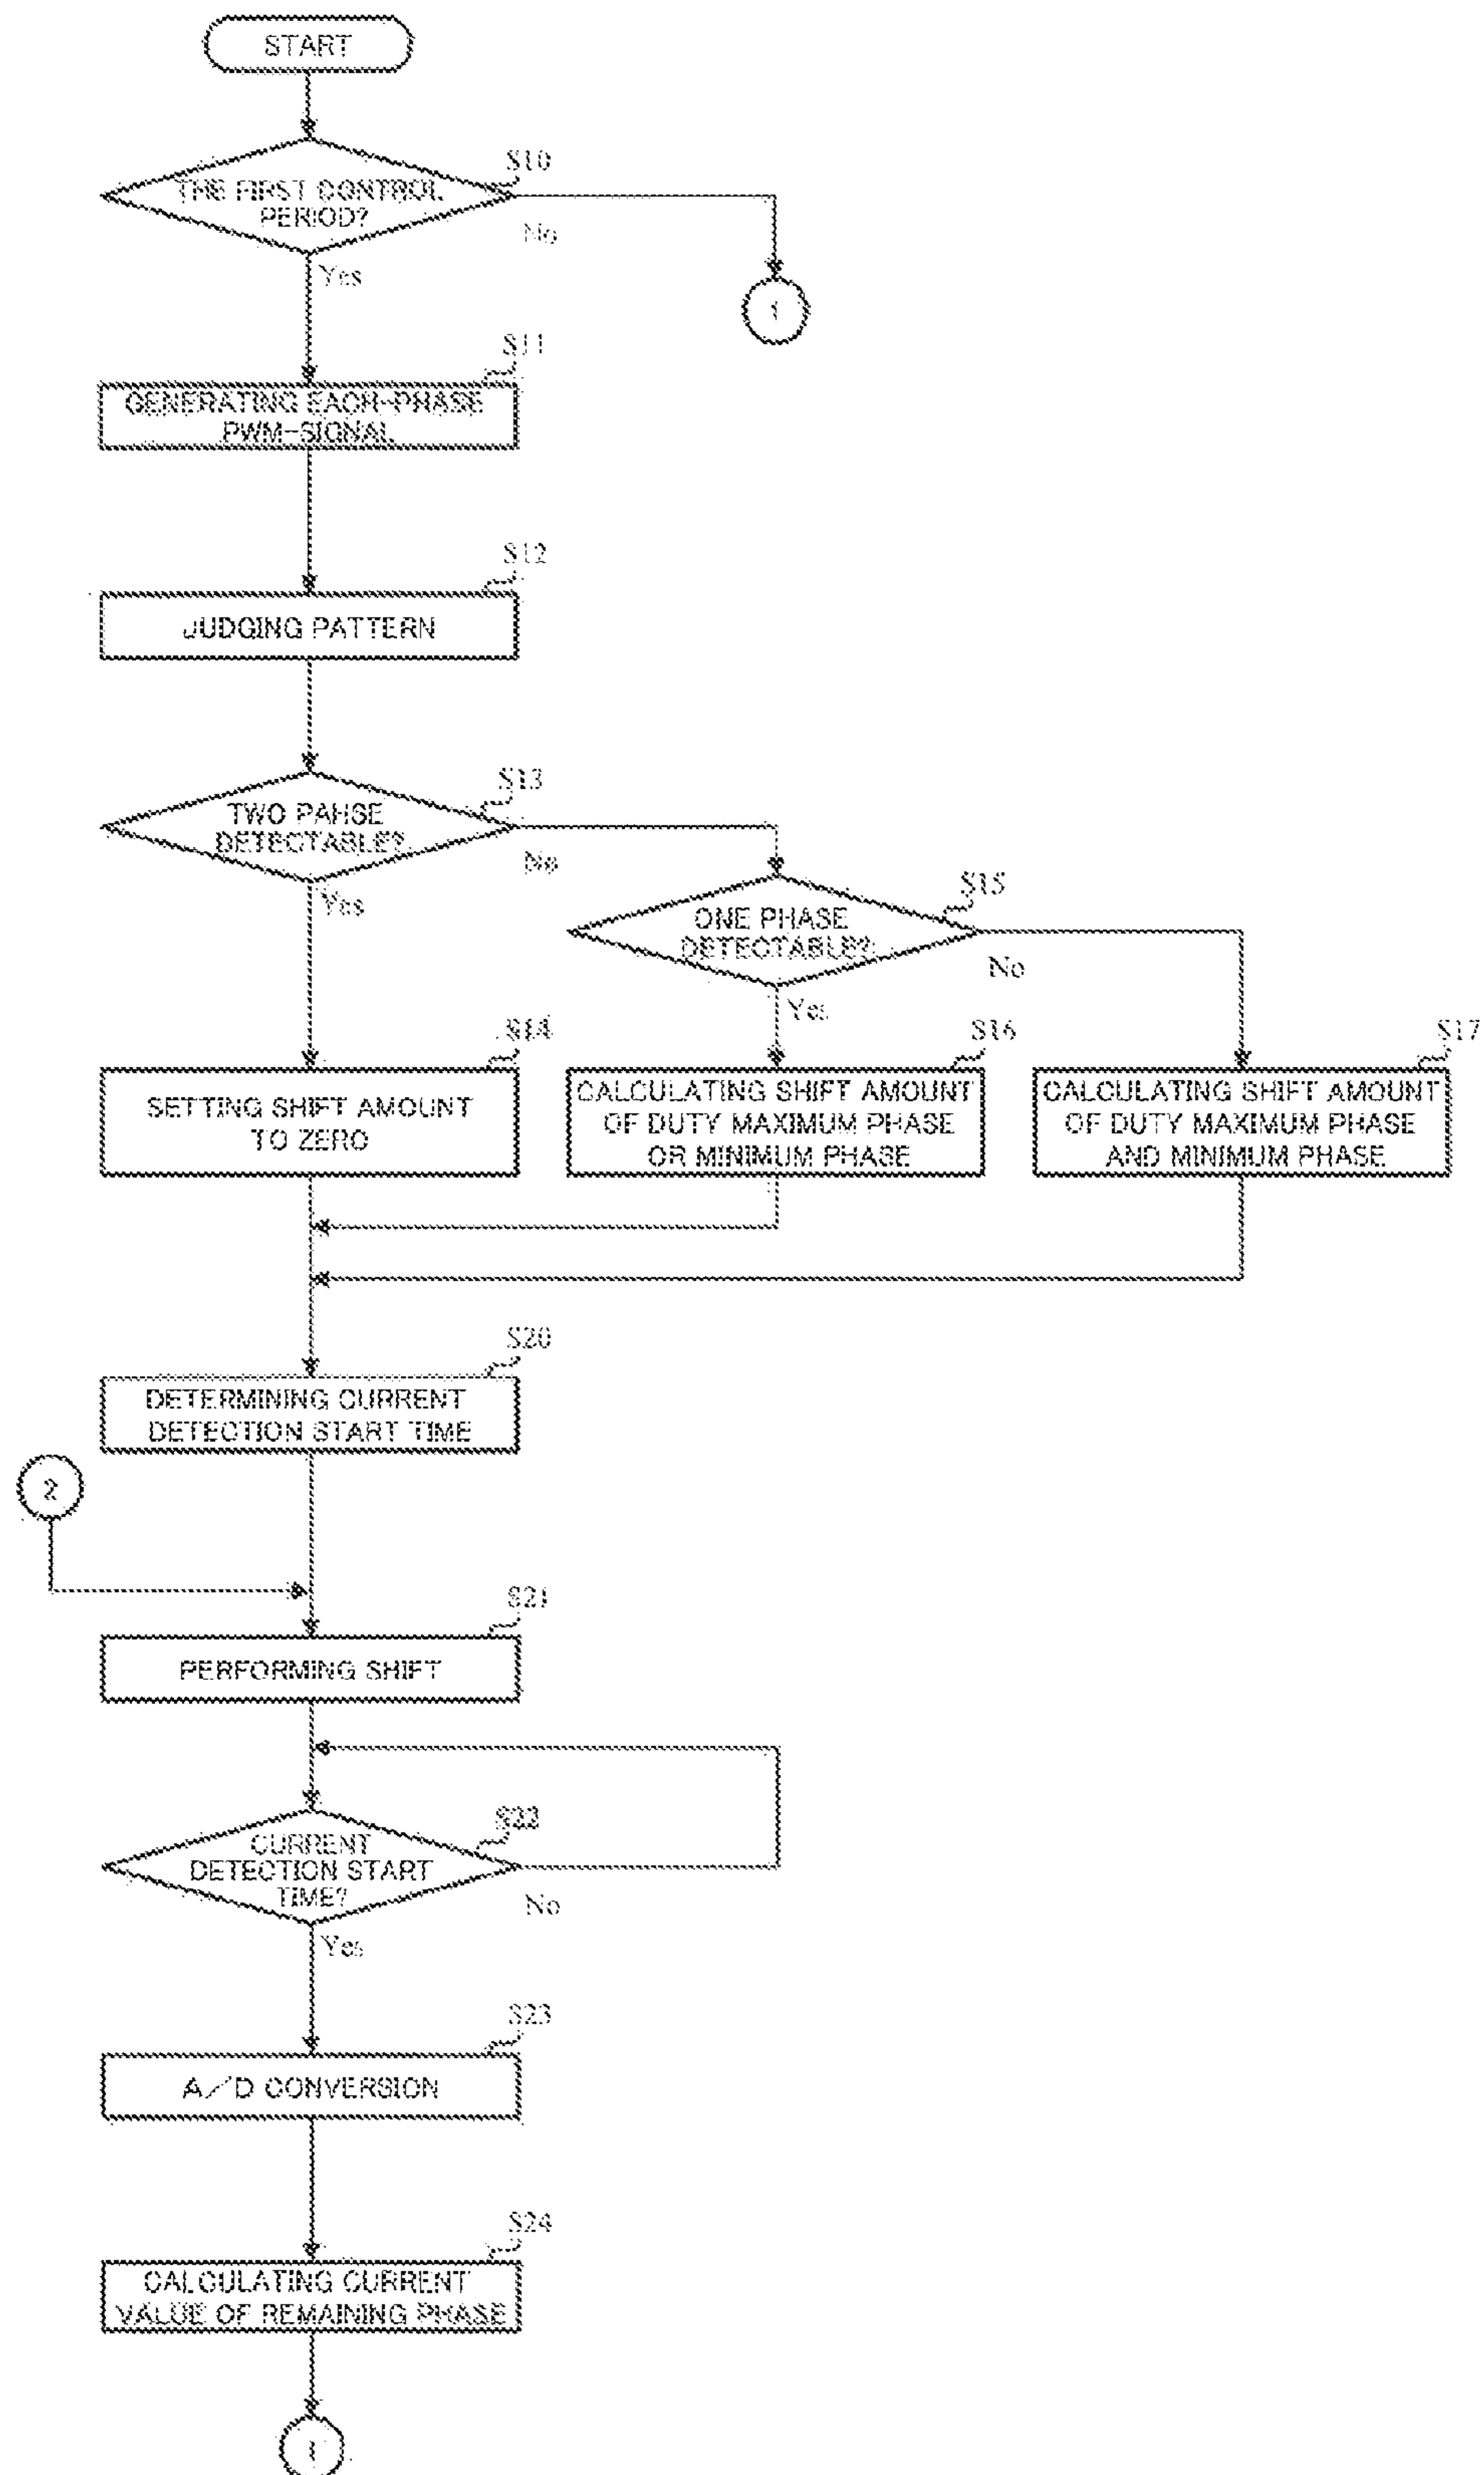 START
S10
THE FIRST CONTROL
PERIOD?
No
Yes
1
S11
GENERATING EACH-PHASE
PWM-SIGNAL
S12
JUDGING PATTERN
S13
TWO PAHSE
DETECTABLE?
No
Yes
S15
ONE PHASE
DETECTABLE?
No
Yes
S14
SETTING SHIFT AMOUNT
TO ZERO
S16
CALCULATING SHIFT AMOUNT
OF DUTY MAXIMUM PHASE
OR MINIMUM PHASE
S17
CALCULATING SHIFT AMOUNT
OF DUTY MAXIMUM PHASE
AND MINIMUM PHASE
S20
DETERMINING CURRENT
DETECTION START TIME
2
S21
PERFORMING SHIFT
S22
CURRENT
DETECTION START
TIME?
No
Yes
S23
A/D CONVERSION
S24
CALCULATING CURRENT
VALUE OF REMAINING PHASE
1